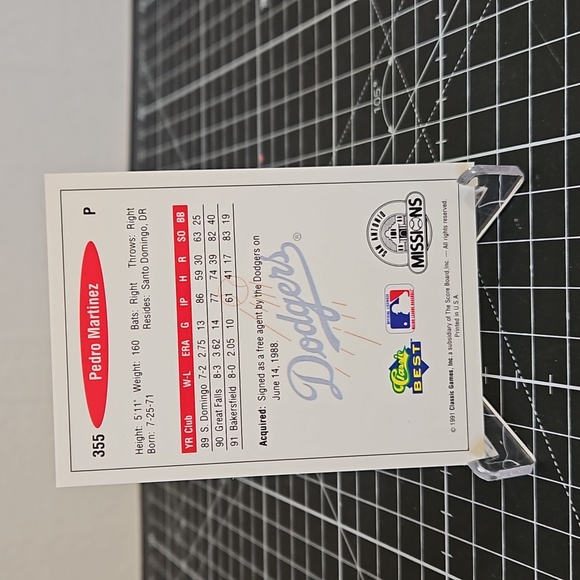 355 Pedro Martinez P
Height: 5'11" Weight: 160 Bats: Right Throws: Right
Born: 7-25-71 Resides: Santo Domingo, DR
YR Club W-L ERA G IP H R SO BB
89 S. Domingo 7-2 2.75 13 86 59 30 63 25
90 Great Falls 8-3 3.62 14 77 74 39 82 40
91 Bakersfield 8-0 2.05 10 61 41 17 83 19
Acquired: Signed as a free agent by the Dodgers on
June 14, 1988.
Dodgers®
Classic
BEST
SAN ANTONIO
MISSIONS
© 1991 Classic Games, Inc a subsidiary of The Score Board, Inc. — All rights reserved.
Printed in U.S.A.
105°